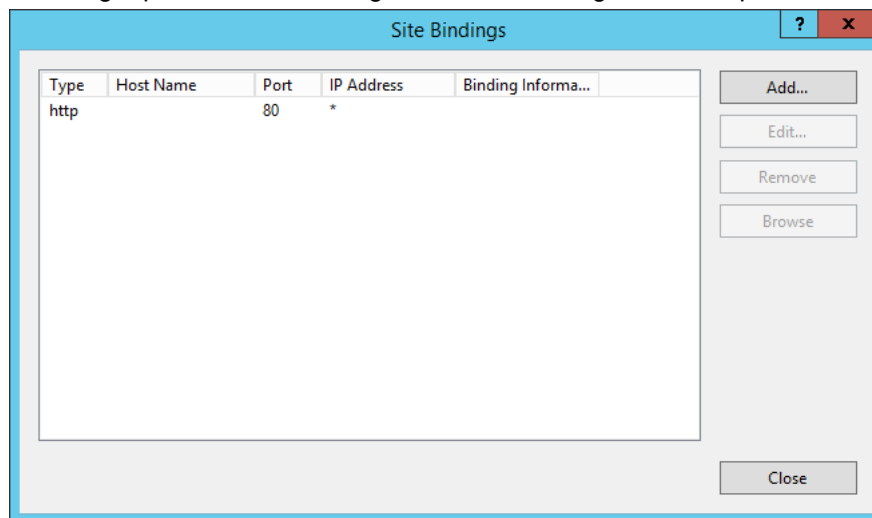 Site Bindings
? x
Type Host Name Port IP Address Binding Informa...
http 80 *
Add...
Edit...
Remove
Browse
Close